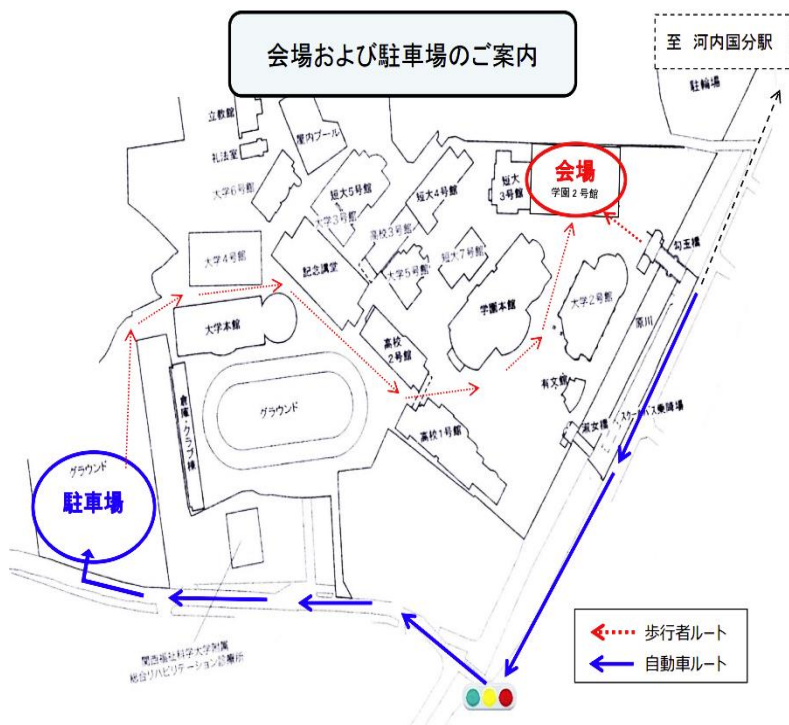 会場および駐車場のご案内
至 河内国分駅
駐輪場
立教館
屋内プール
礼法室
大学6号館
短大5号館
大学3号館
短大4号館
短大
3号館
会場
学園2号館
高校3号館
勾玉橋
大学4号館
記念講堂
大学5号館
短大7号館
学園本館
大学2号館
原川
大学本館
高校
2号館
有文館
グラウンド
倉庫・クラブ棟
高校1号館
淑女橋
スクールバス乗降場
グラウンド
駐車場
関西福祉科学大学附属
総合リハビリテーション診療所
歩行者ルート
自動車ルート